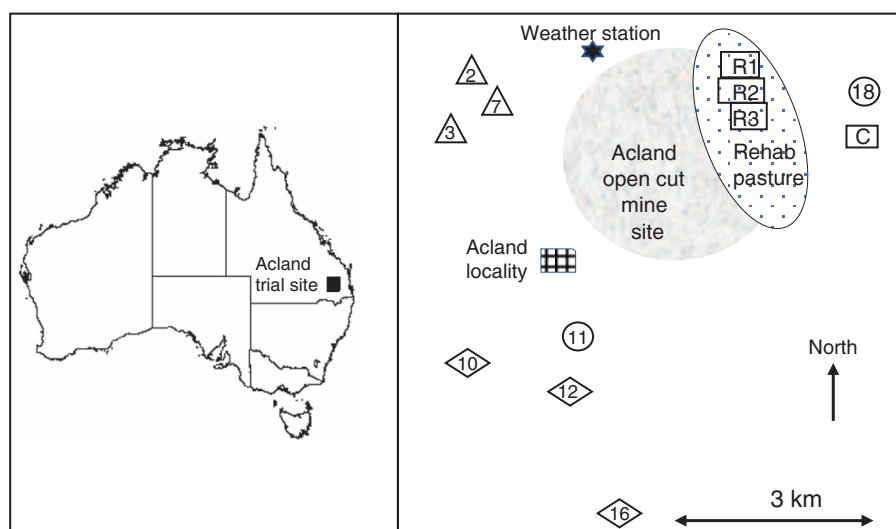 Acland
trial site
Weather station
2
7
3
R1
R2
R3
18
C
Acland
open cut
mine
site
Rehab
pasture
Acland
locality
11
10
12
North
16
3 km